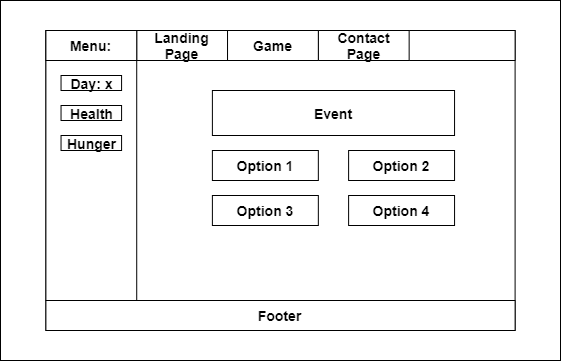 Menu:
Landing
Page
Game
Contact
Page
Day: x
Health
Hunger
Event
Option 1
Option 2
Option 3
Option 4
Footer